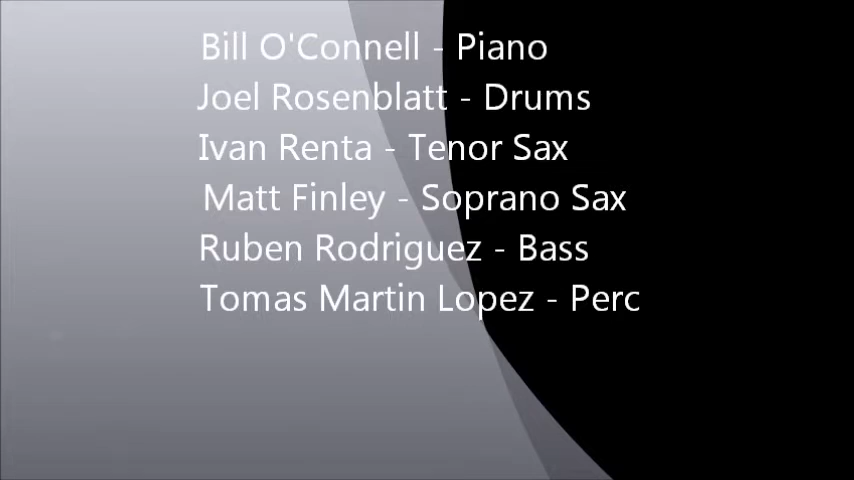 Bill O'Connell - Piano
Joel Rosenblatt - Drums
Ivan Renta - Tenor Sax
Matt Finley - Soprano Sax
Ruben Rodriguez - Bass
Tomas Martin Lopez - Perc